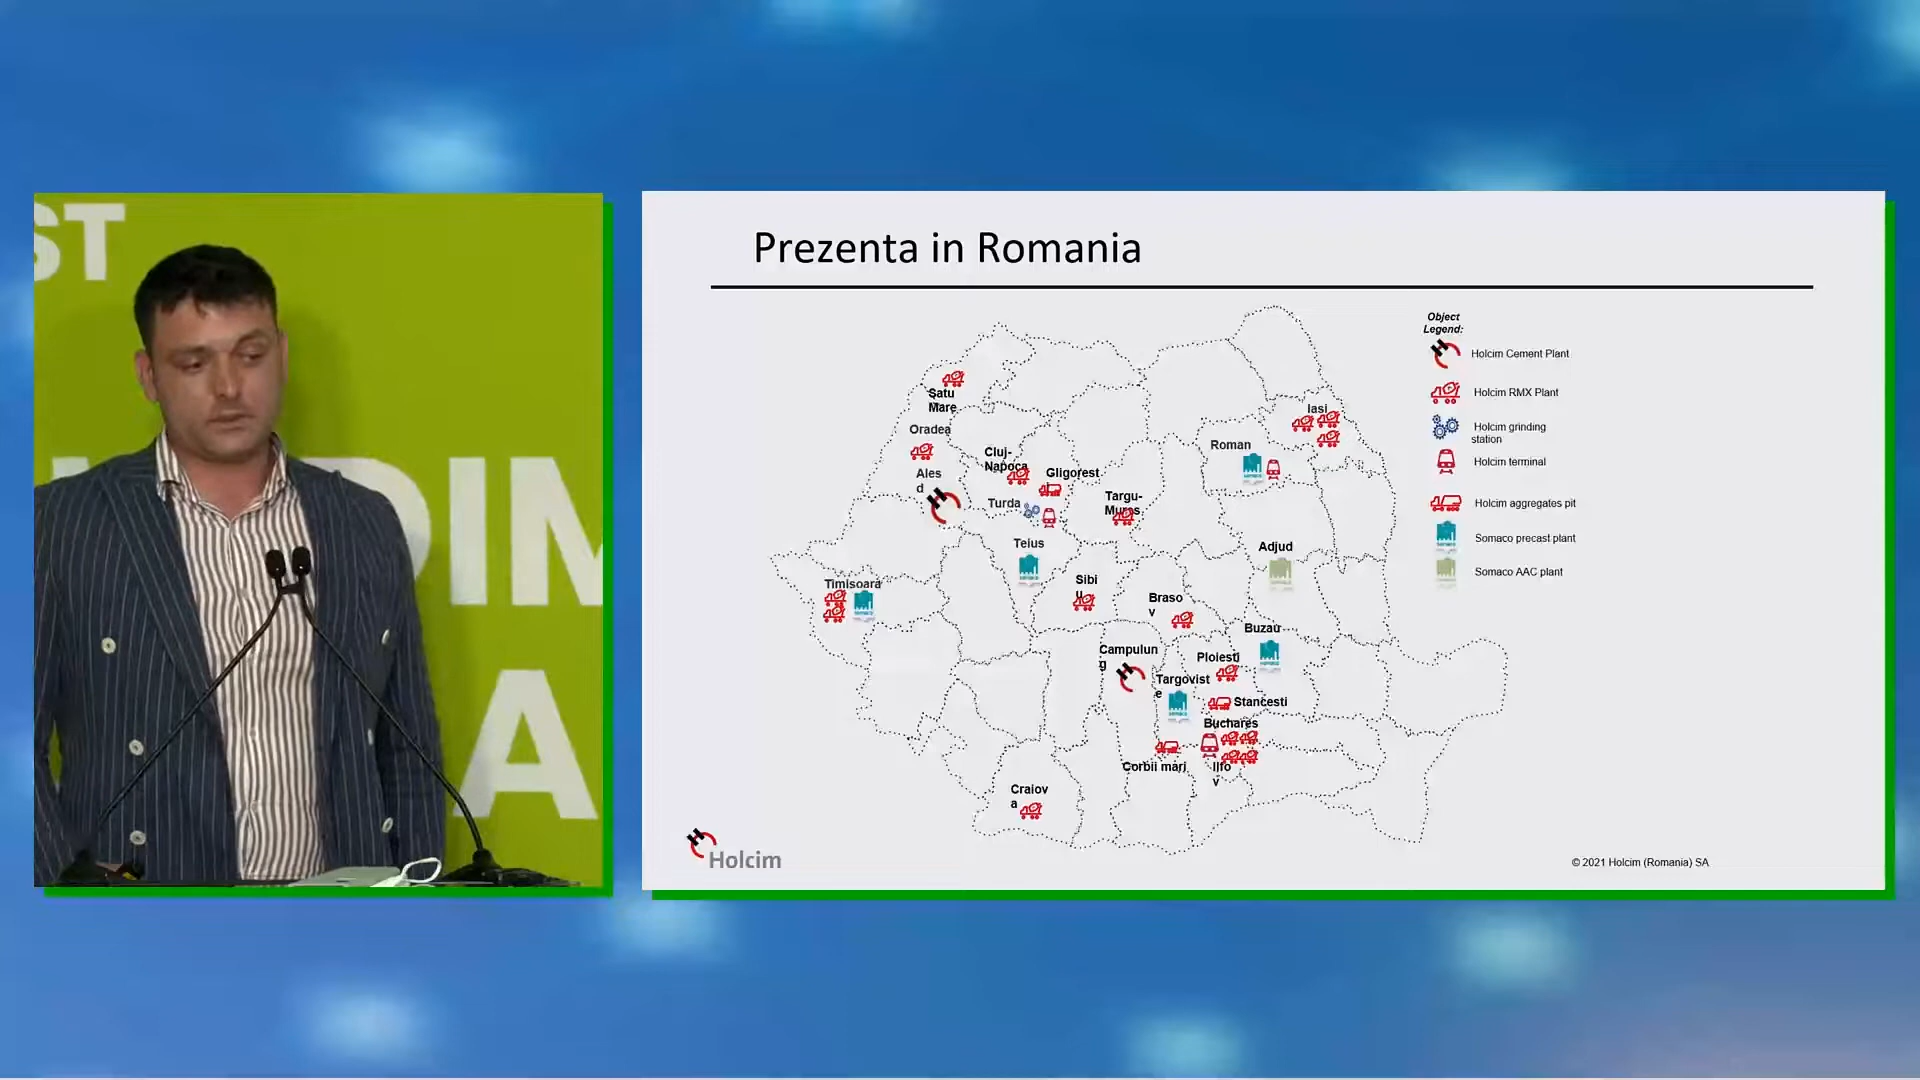 ST
DIM
A
Prezenta in Romania
Object
Legend:
Holcim Cement Plant
Holcim RMX Plant
Holcim grinding
station
Holcim terminal
Holcim aggregates pit
Somaco precast plant
Somaco AAC plant
Satu
Mare
Oradea
Iasi
Roman
Cluj-
Napoca
Gligorest
Ales
d
Turda
Targu-
Mures
Teius
Adjud
Timisoara
Sibi
u
Braso
v
Buzau
Campulun
g
Ploiesti
Targovist
e
Stancesti
Buchares
Corbii mari
Ilfo
v
Craiov
a
Holcim
© 2021 Holcim (Romania) SA